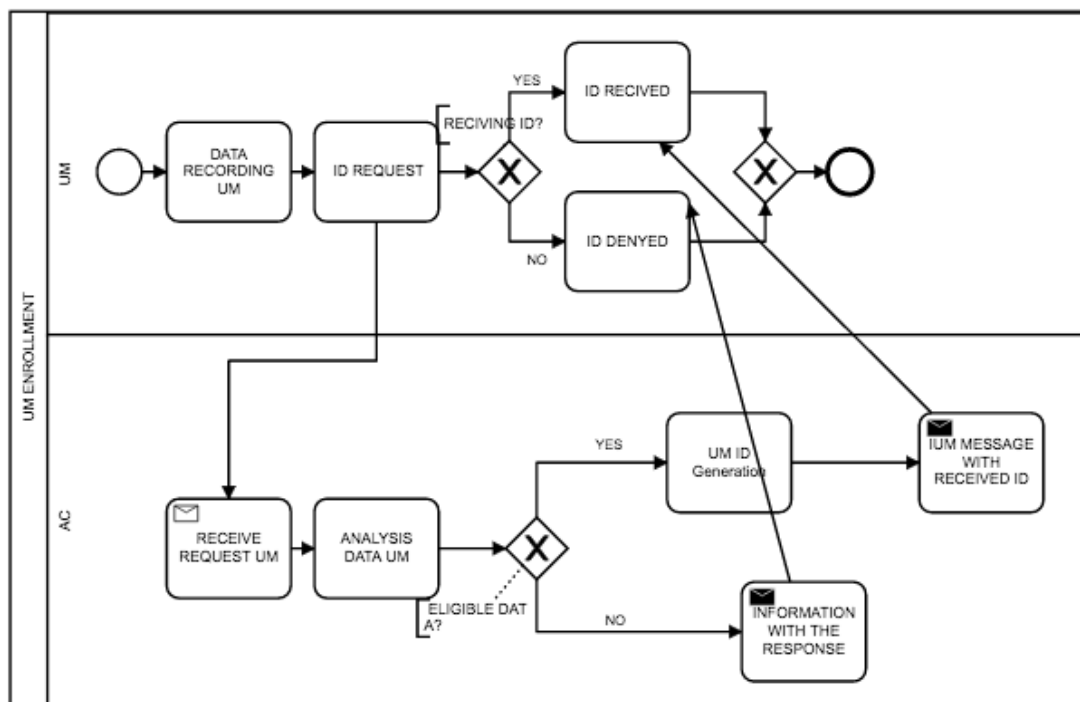 UM ENROLLMENT
UM
DATA
RECORDING
UM
ID REQUEST
RECIVING ID?
YES
ID RECIVED
NO
ID DENYED
AC
RECEIVE
REQUEST UM
ANALYSIS
DATA UM
ELIGIBLE DAT
A?
YES
UM ID
Generation
IUM MESSAGE
WITH
RECEIVED ID
NO
INFORMATION
WITH THE
RESPONSE